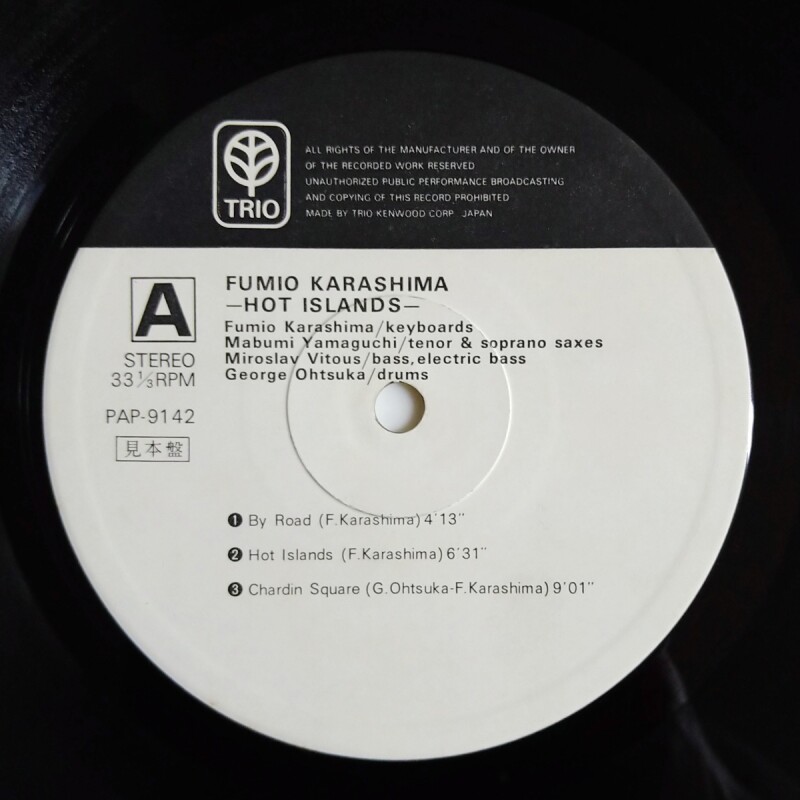 TRIO
ALL RIGHTS OF THE MANUFACTURER AND OF THE OWNER
OF THE RECORDED WORK RESERVED
UNAUTHORIZED PUBLIC PERFORMANCE BROADCASTING
AND COPYING OF THIS RECORD PROHIBITED
MADE BY TRIO KENWOOD CORP. JAPAN
A
STEREO
33 1/3 RPM
PAP-9142
見本盤
FUMIO KARASHIMA
—HOT ISLANDS—
Fumio Karashima/keyboards
Mabumi Yamaguchi/tenor & soprano saxes
Miroslav Vitous/bass, electric bass
George Ohtsuka/drums
❶ By Road (F.Karashima) 4'13"
❷ Hot Islands (F.Karashima) 6'31"
❸ Chardin Square (G.Ohtsuka-F.Karashima) 9'01"